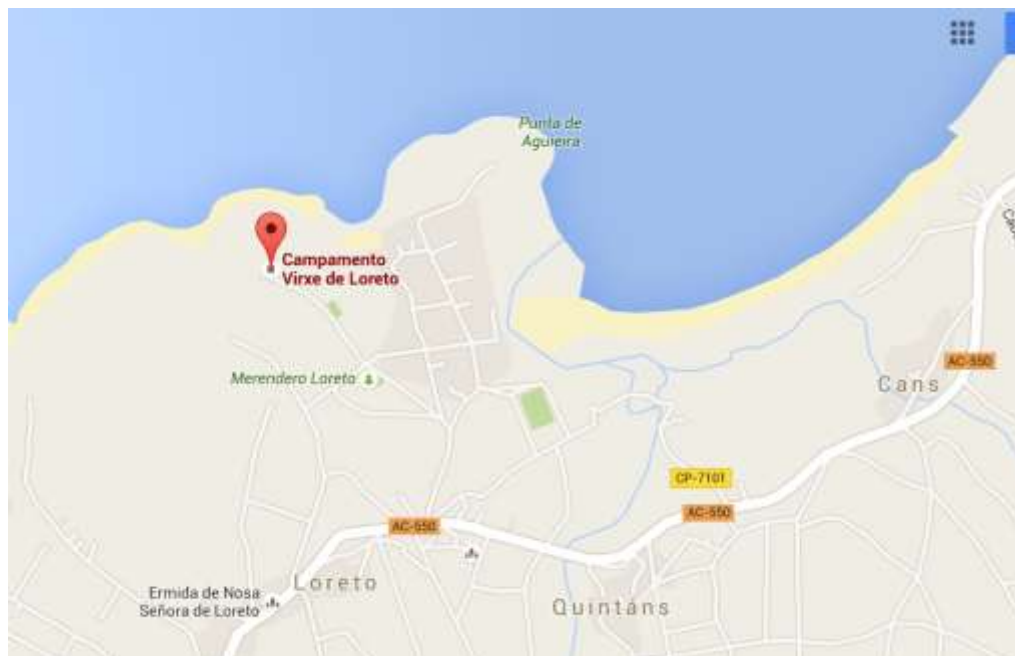 Punta de
Aguieira
Campamento
Virxe de Loreto
AC-550
Merendero Loreto
Cans
CP-7101
AC-550
AC-550
Ermida de Nosa
Señora de Loreto
Loreto
Quintáns